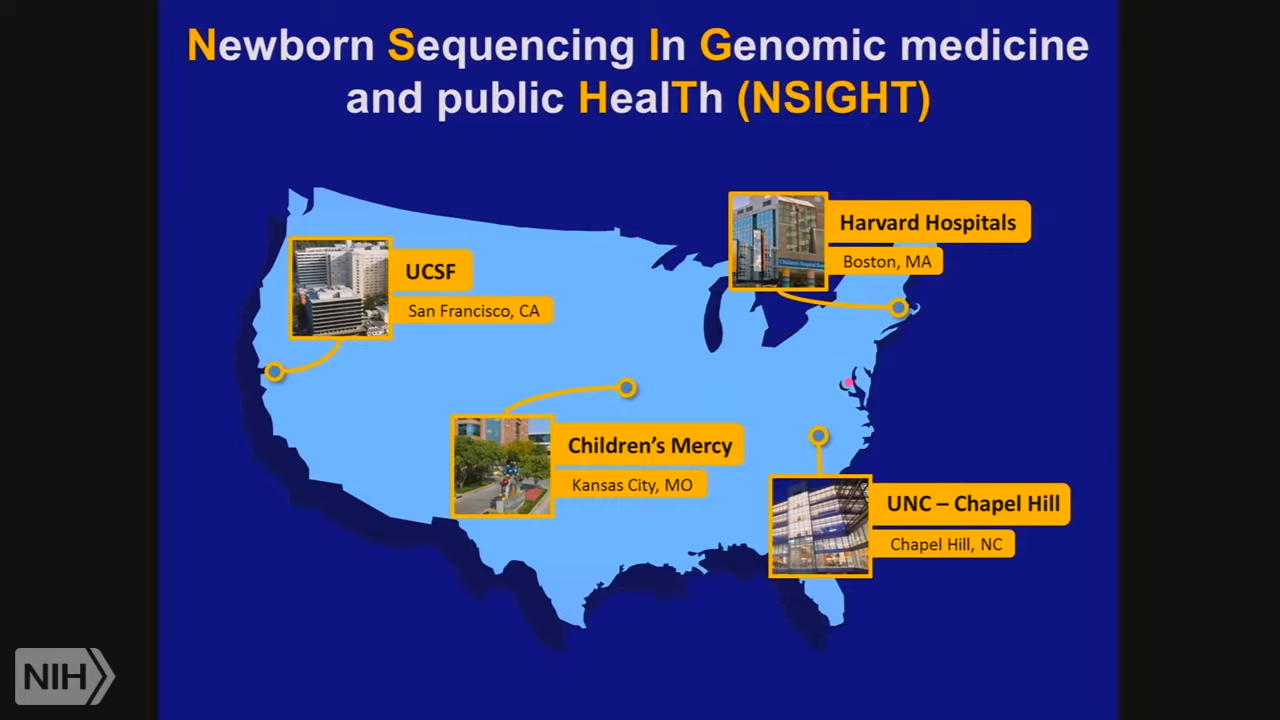 Newborn Sequencing In Genomic medicine
and public HealTh (NSIGHT)
Harvard Hospitals
Boston, MA
UCSF
San Francisco, CA
Children’s Mercy
Kansas City, MO
UNC – Chapel Hill
Chapel Hill, NC
NIH